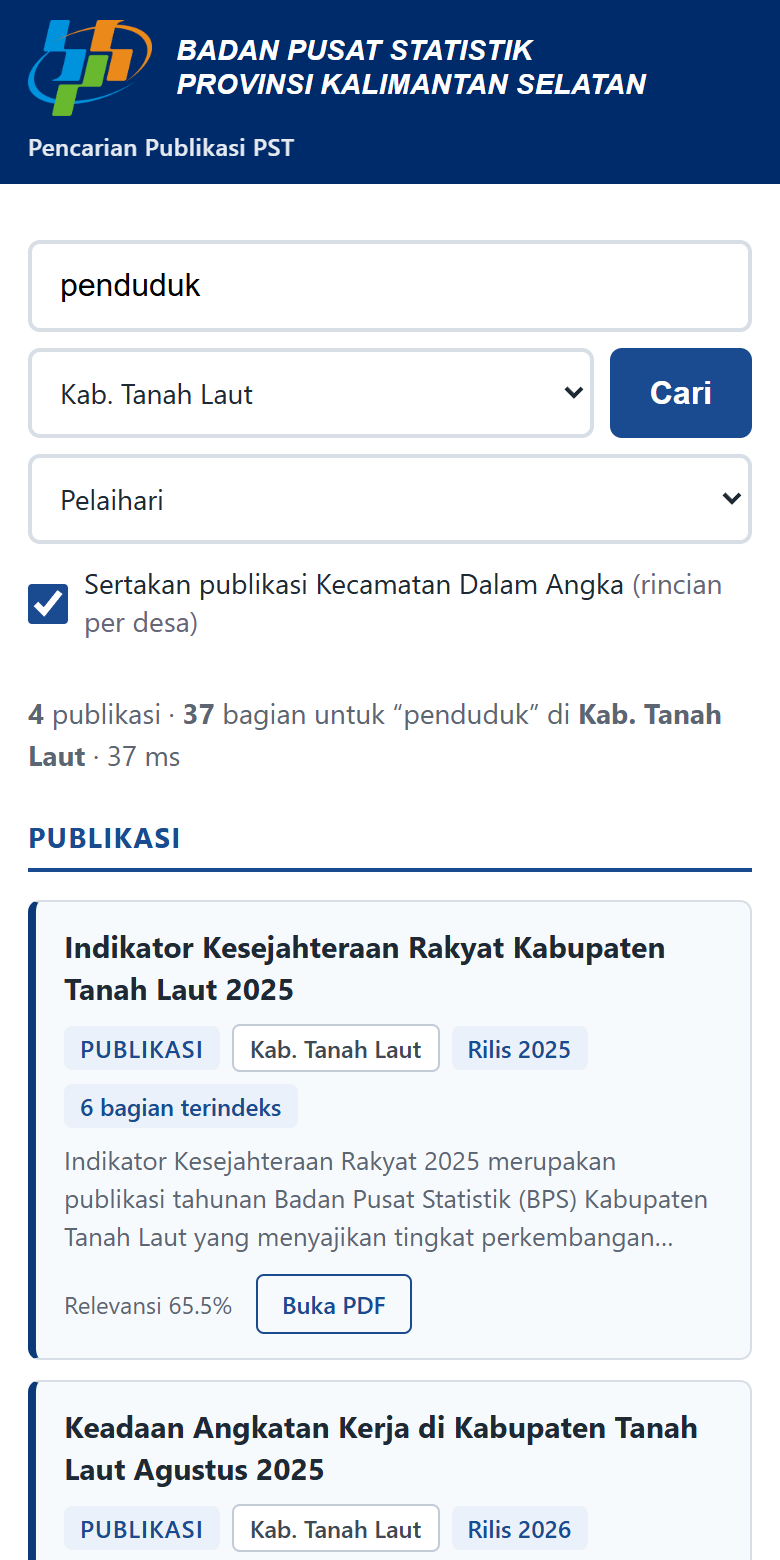 BADAN PUSAT STATISTIK
PROVINSI KALIMANTAN SELATAN
Pencarian Publikasi PST
penduduk
Kab. Tanah Laut
Cari
Pelaihari
Sertakan publikasi Kecamatan Dalam Angka (rincian
per desa)
4 publikasi · 37 bagian untuk “penduduk” di Kab. Tanah
Laut · 37 ms
PUBLIKASI
Indikator Kesejahteraan Rakyat Kabupaten
Tanah Laut 2025
PUBLIKASI Kab. Tanah Laut Rilis 2025
6 bagian terindeks
Indikator Kesejahteraan Rakyat 2025 merupakan
publikasi tahunan Badan Pusat Statistik (BPS) Kabupaten
Tanah Laut yang menyajikan tingkat perkembangan...
Relevansi 65.5% Buka PDF
Keadaan Angkatan Kerja di Kabupaten Tanah
Laut Agustus 2025
PUBLIKASI Kab. Tanah Laut Rilis 2026